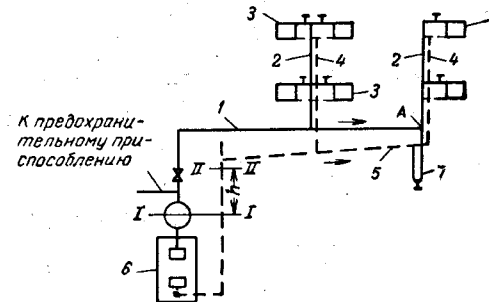 3
2
4
3
2
4
1
A
К предохрани-
тельному при-
способлению
II
II
h
5
7
I
I
6